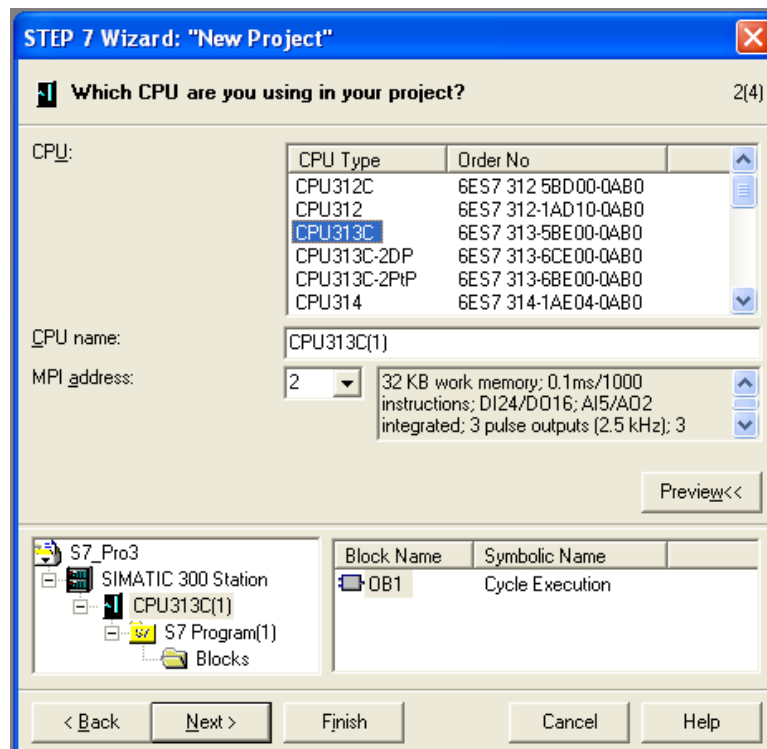 STEP 7 Wizard: "New Project"
Which CPU are you using in your project? 2(4)
CPU:
CPU Type Order No
CPU312C 6ES7 312 5BD00-0AB0
CPU312 6ES7 312-1AD10-0AB0
CPU313C 6ES7 313-5BE00-0AB0
CPU313C-2DP 6ES7 313-6CE00-0AB0
CPU313C-2PtP 6ES7 313-6BE00-0AB0
CPU314 6ES7 314-1AE04-0AB0
CPU name: CPU313C(1)
MPI address: 2
32 KB work memory; 0.1ms/1000
instructions; DI24/DO16; AI5/AO2
integrated; 3 pulse outputs (2.5 kHz); 3
Preview<<
S7_Pro3
SIMATIC 300 Station
CPU313C(1)
S7 Program(1)
Blocks
Block Name Symbolic Name
OB1 Cycle Execution
< Back Next > Finish Cancel Help